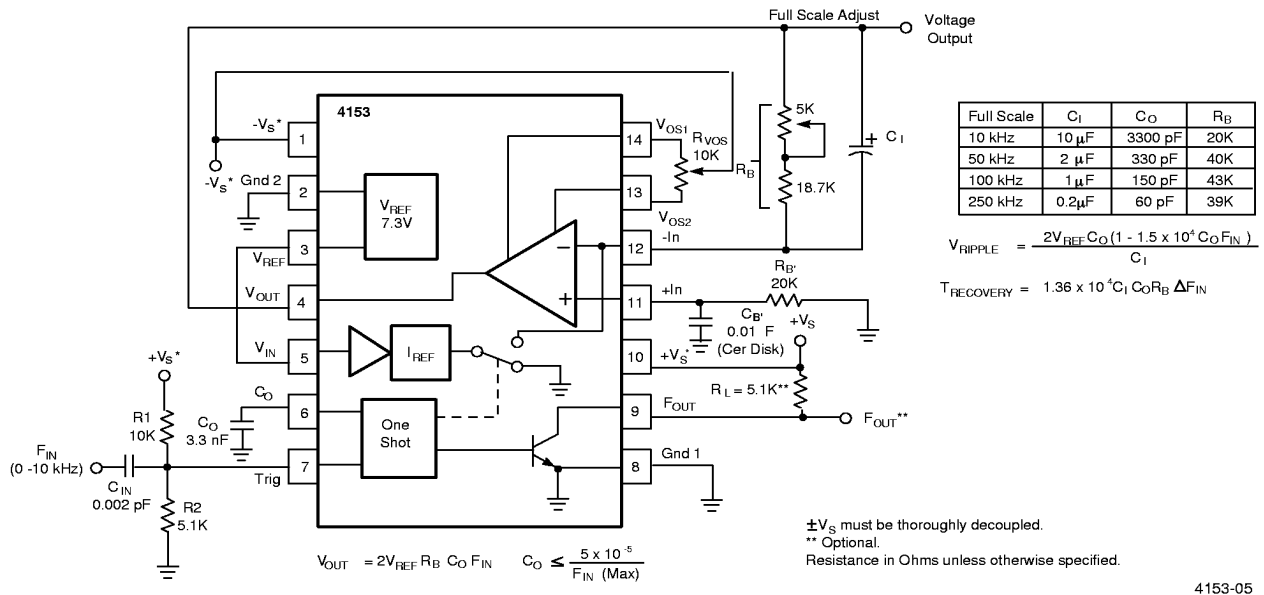 Full Scale Adjust
Voltage
Output
4153
-VS*
1
-VS*
Gnd 2
2
VREF
7.3V
3
VREF
VOUT
4
VIN
5
IREF
+VS*
CO
6
CO
3.3 nF
One
Shot
R1
10K
FIN
(0 -10 kHz)
CIN
0.002 pF
7
Trig
R2
5.1K
14
VOS1
RVOS
10K
13
VOS2
-In
12
−
+
11
+In
RB'
20K
CB'
0.01 F
(Cer Disk)
+VS
10
+VS*
RL = 5.1K**
9
FOUT
FOUT**
8
Gnd 1
5K
RB
18.7K
+
CI
Full Scale CI CO RB
10 kHz 10 µF 3300 pF 20K
50 kHz 2 µF 330 pF 40K
100 kHz 1 µF 150 pF 43K
250 kHz 0.2µF 60 pF 39K
VRIPPLE = 2VREF CO (1 - 1.5 x 10⁴ CO FIN ) / CI
TRECOVERY = 1.36 x 10⁴CI CORB ΔFIN
VOUT = 2VREF RB CO FIN
CO ≤ 5 x 10⁻⁵ / FIN (Max)
±VS must be thoroughly decoupled.
** Optional.
Resistance in Ohms unless otherwise specified.
4153-05